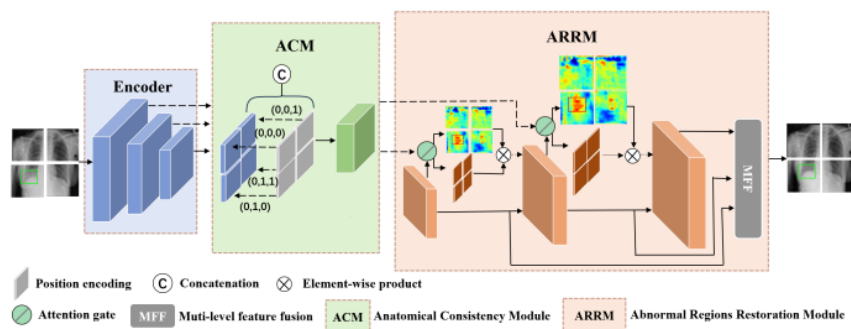 ACM
ARRM
Encoder
C
(0,0,1)
(0,0,0)
(0,1,1)
(0,1,0)
MFF
Position encoding
C Concatenation
Element-wise product
Attention gate
MFF Muti-level feature fusion
ACM Anatomical Consistency Module
ARRM Abnormal Regions Restoration Module